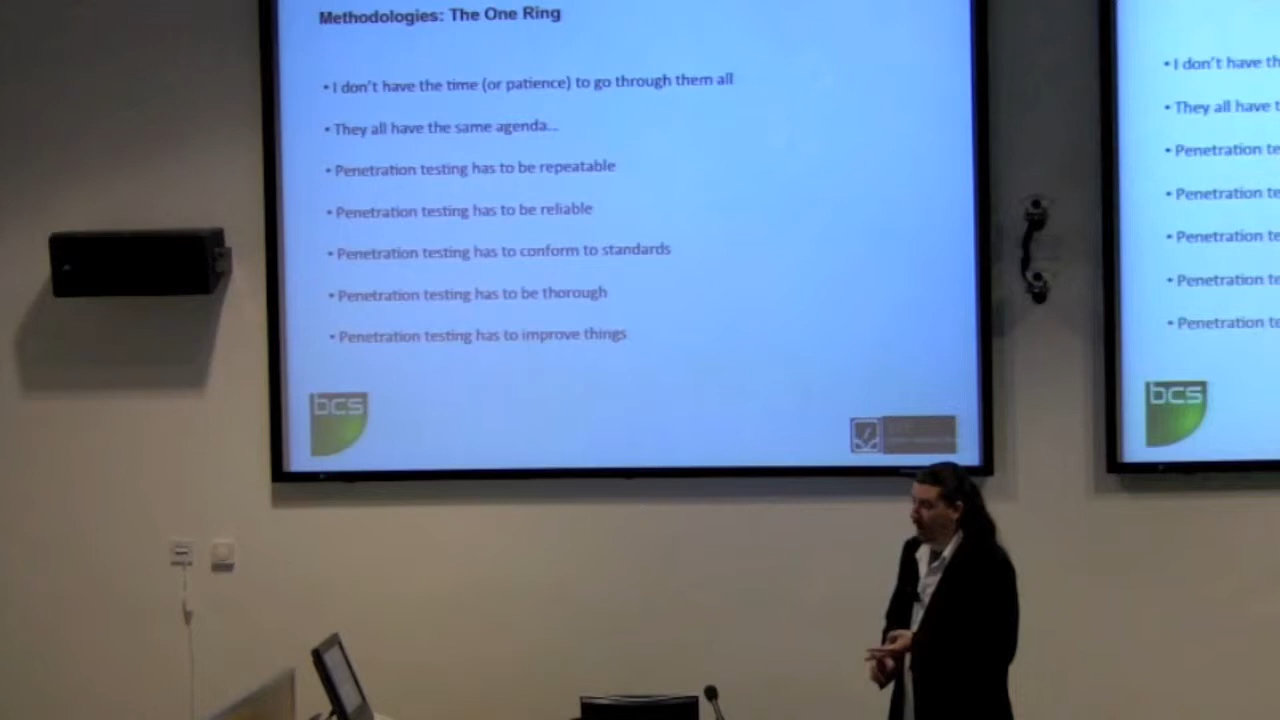 Methodologies: The One Ring
• I don't have the time (or patience) to go through them all
• They all have the same agenda...
• Penetration testing has to be repeatable
• Penetration testing has to be reliable
• Penetration testing has to conform to standards
• Penetration testing has to be thorough
• Penetration testing has to improve things
bcs
• I don't have th
• They all have t
• Penetration te
• Penetration te
• Penetration te
• Penetration te
• Penetration te
bcs